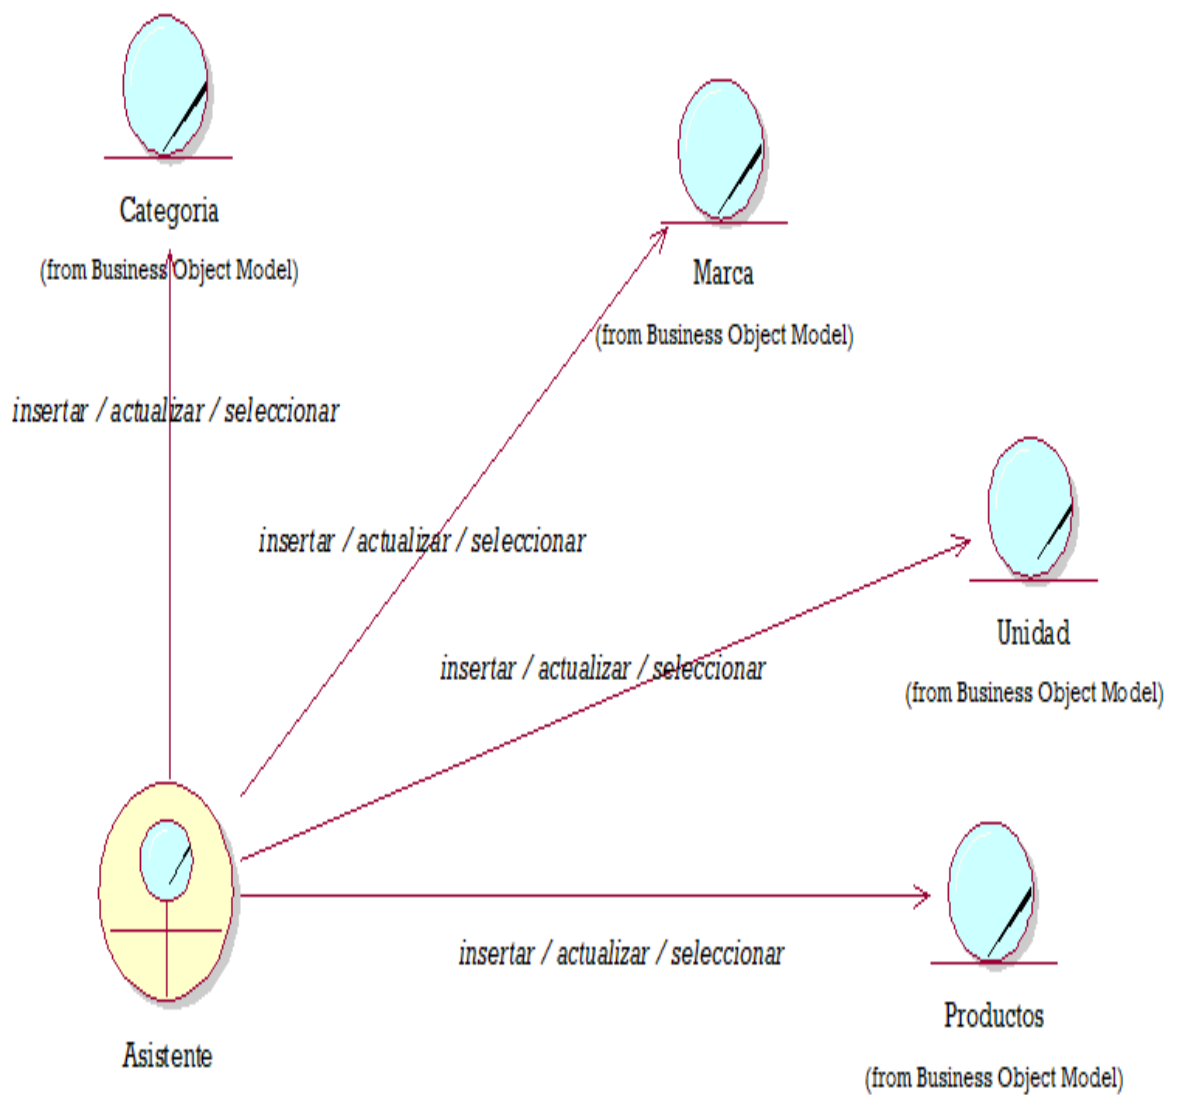 Categoria
(from Business Object Model)
Marca
(from Business Object Model)
insertar / actualizar / seleccionar
insertar / actualizar / seleccionar
Unidad
(from Business Object Model)
insertar / actualizar / seleccionar
insertar / actualizar / seleccionar
Productos
(from Business Object Model)
Asistente